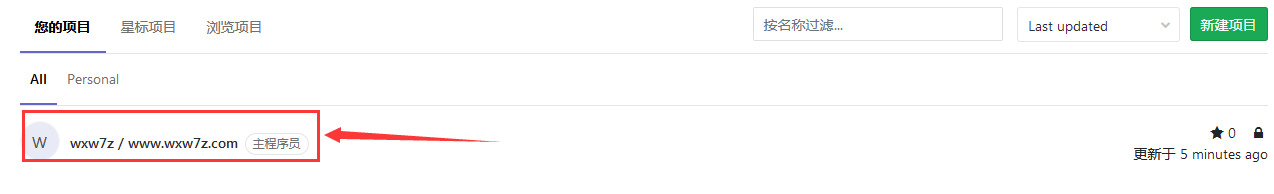 您的项目 星标项目 浏览项目 按名称过滤... Last updated 新建项目
All Personal
W wxw7z / www.wxw7z.com 主程序员 0
更新于 5 minutes ago